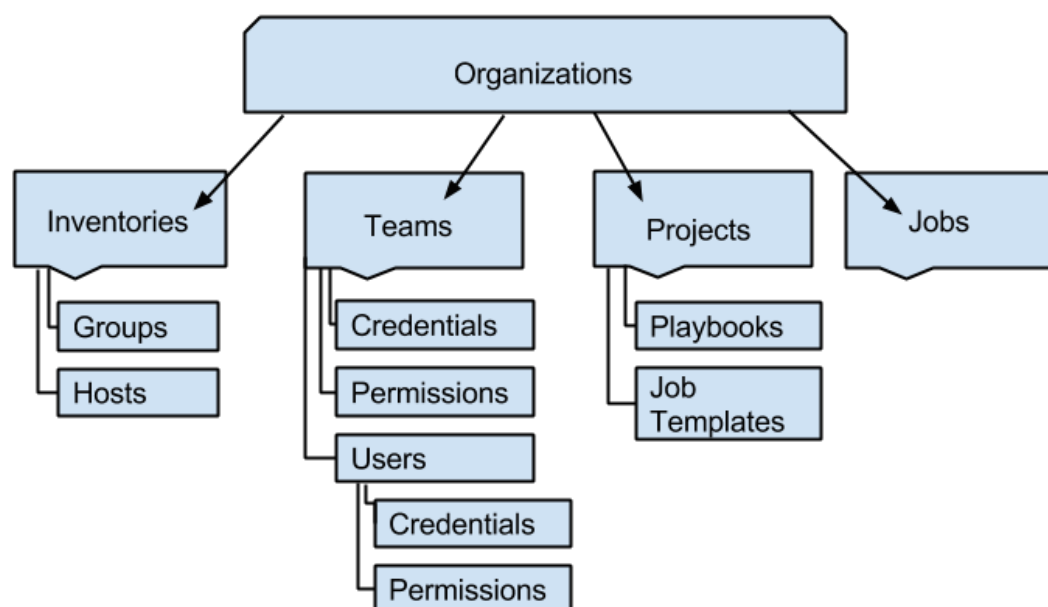 Organizations
Inventories
Teams
Projects
Jobs
Groups
Hosts
Credentials
Permissions
Users
Credentials
Permissions
Playbooks
Job
Templates